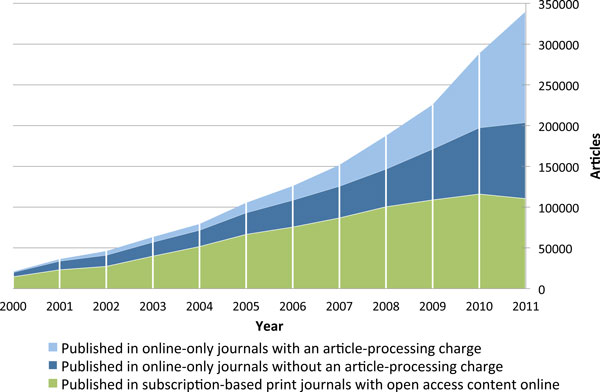 350000
300000
250000
200000
150000
100000
50000
0
Articles
2000 2001 2002 2003 2004 2005 2006 2007 2008 2009 2010 2011
Year
Published in online-only journals with an article-processing charge
Published in online-only journals without an article-processing charge
Published in subscription-based print journals with open access content online